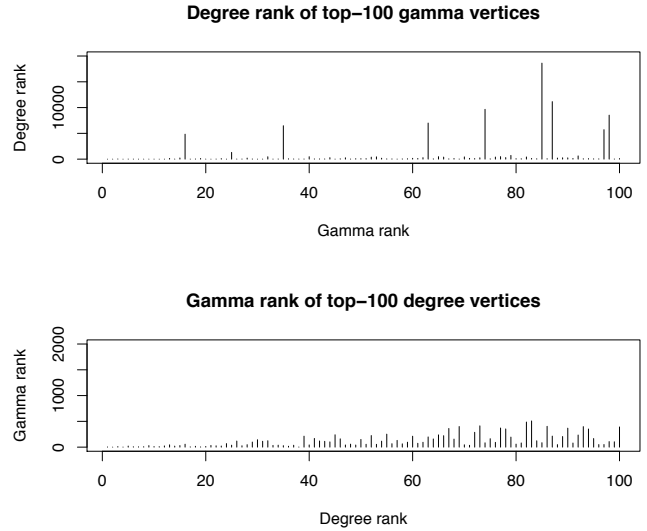 Degree rank of top−100 gamma vertices
Degree rank
10000
0
0 20 40 60 80 100
Gamma rank
Gamma rank of top−100 degree vertices
Gamma rank
2000
1000
0
0 20 40 60 80 100
Degree rank